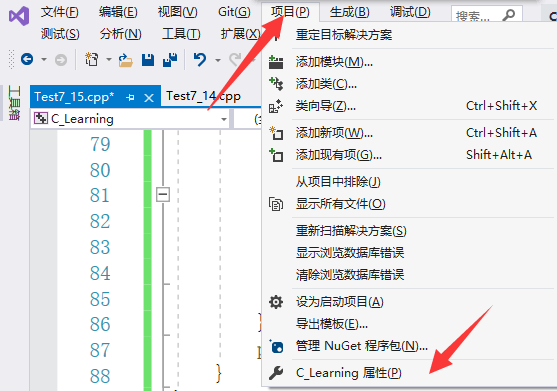 文件(F) 编辑(E) 视图(V) Git(G) 项目(P) 生成(B) 调试(D)
测试(S) 分析(N) 工具(T) 扩展(X) 搜索...
Test7_15.cpp* Test7_14.cpp
C_Learning
工具箱
79
80
81
82
83
84
85
86 }
87 p
88 }
重定目标解决方案
添加模块(M)...
添加类(C)...
类向导(Z)... Ctrl+Shift+X
添加新项(W)... Ctrl+Shift+A
添加现有项(G)... Shift+Alt+A
从项目中排除(J)
显示所有文件(O)
重新扫描解决方案(S)
显示浏览数据库错误
清除浏览数据库错误
设为启动项目(A)
导出模板(E)...
管理 NuGet 程序包(N)...
C_Learning 属性(P)